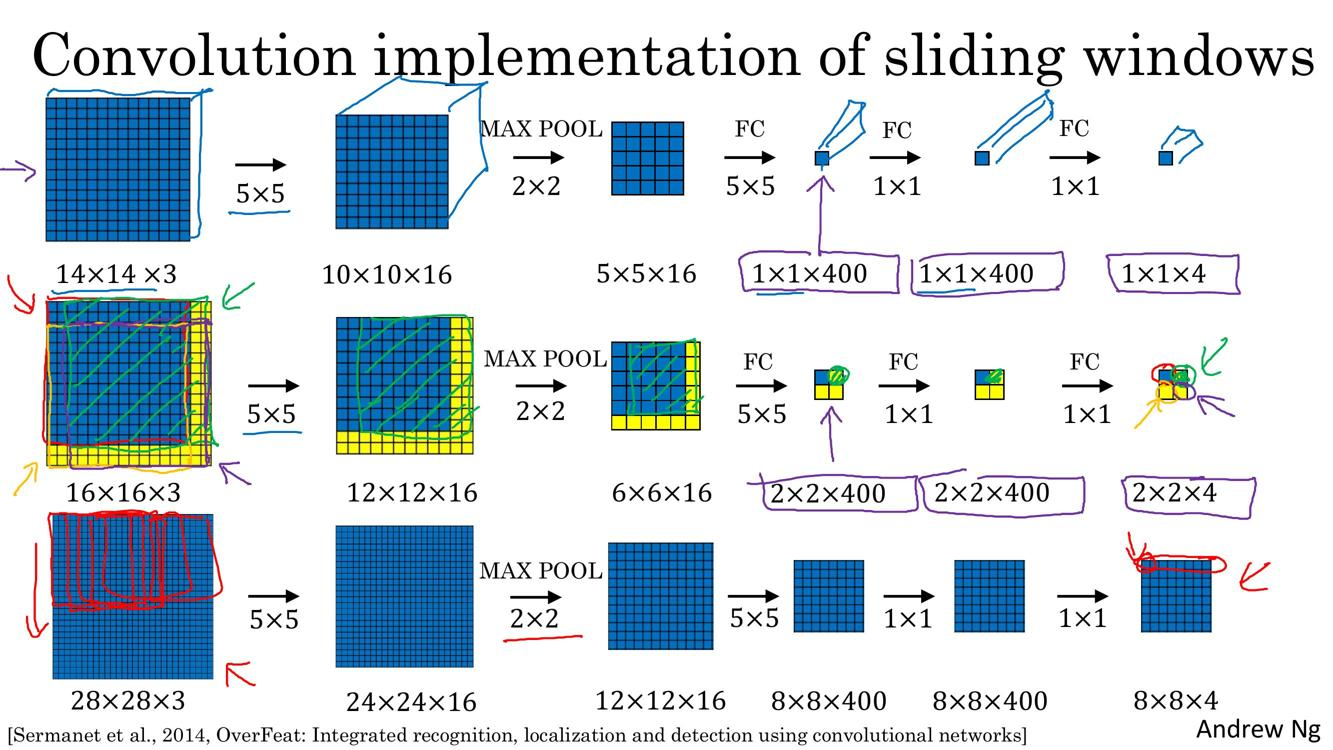 Convolution implementation of sliding windows
MAX POOL FC FC FC
5×5 2×2 5×5 1×1 1×1
14×14 ×3 10×10×16 5×5×16 1×1×400 1×1×400 1×1×4
MAX POOL FC FC FC
5×5 2×2 5×5 1×1 1×1
16×16×3 12×12×16 6×6×16 2×2×400 2×2×400 2×2×4
MAX POOL
5×5 2×2 5×5 1×1 1×1
28×28×3 24×24×16 12×12×16 8×8×400 8×8×400 8×8×4
[Sermanet et al., 2014, OverFeat: Integrated recognition, localization and detection using convolutional networks] Andrew Ng